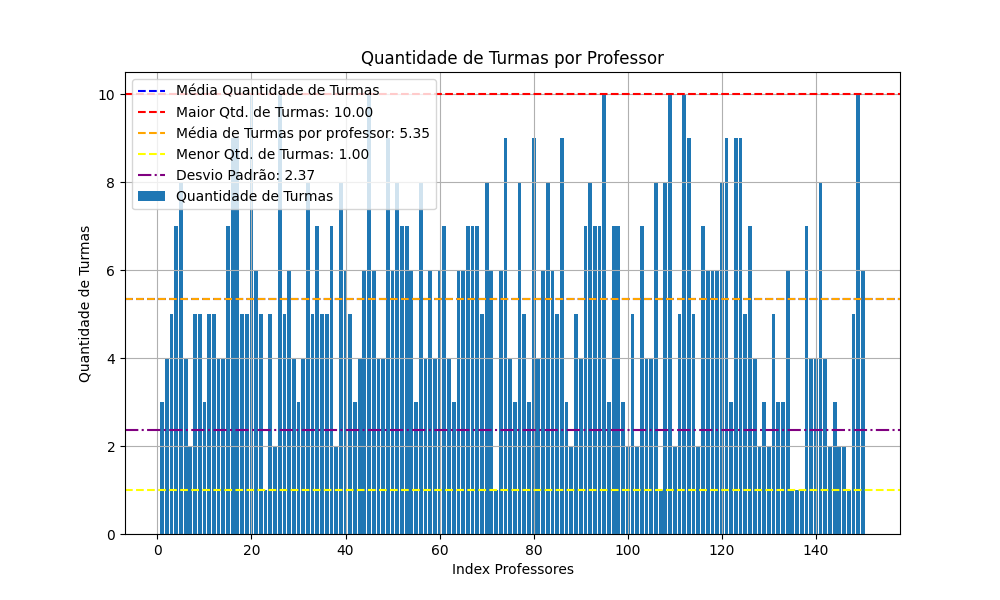 Quantidade de Turmas por Professor
Média Quantidade de Turmas
Maior Qtd. de Turmas: 10.00
Média de Turmas por professor: 5.35
Menor Qtd. de Turmas: 1.00
Desvio Padrão: 2.37
Quantidade de Turmas
Quantidade de Turmas
10
8
6
4
2
0
0 20 40 60 80 100 120 140
Index Professores